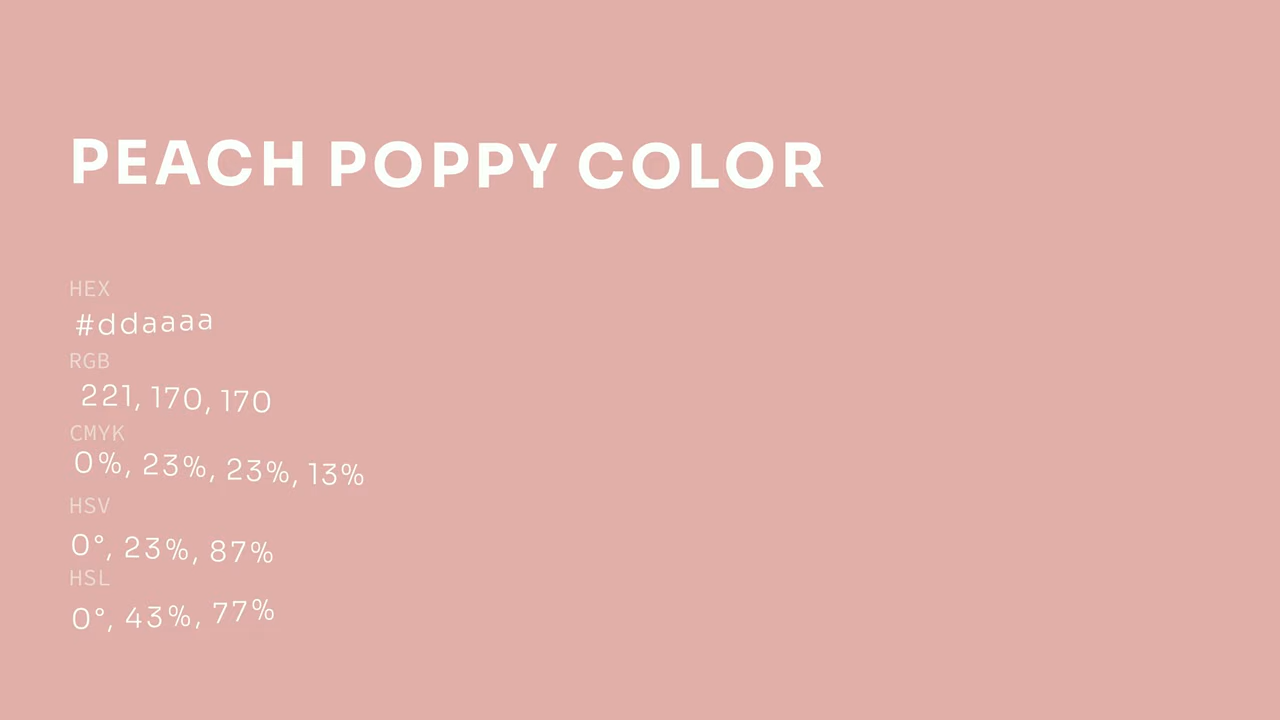 PEACH POPPY COLOR
HEX
#ddaaaa
RGB
221, 170, 170
CMYK
0%, 23%, 23%, 13%
HSV
0°, 23%, 87%
HSL
0°, 43%, 77%